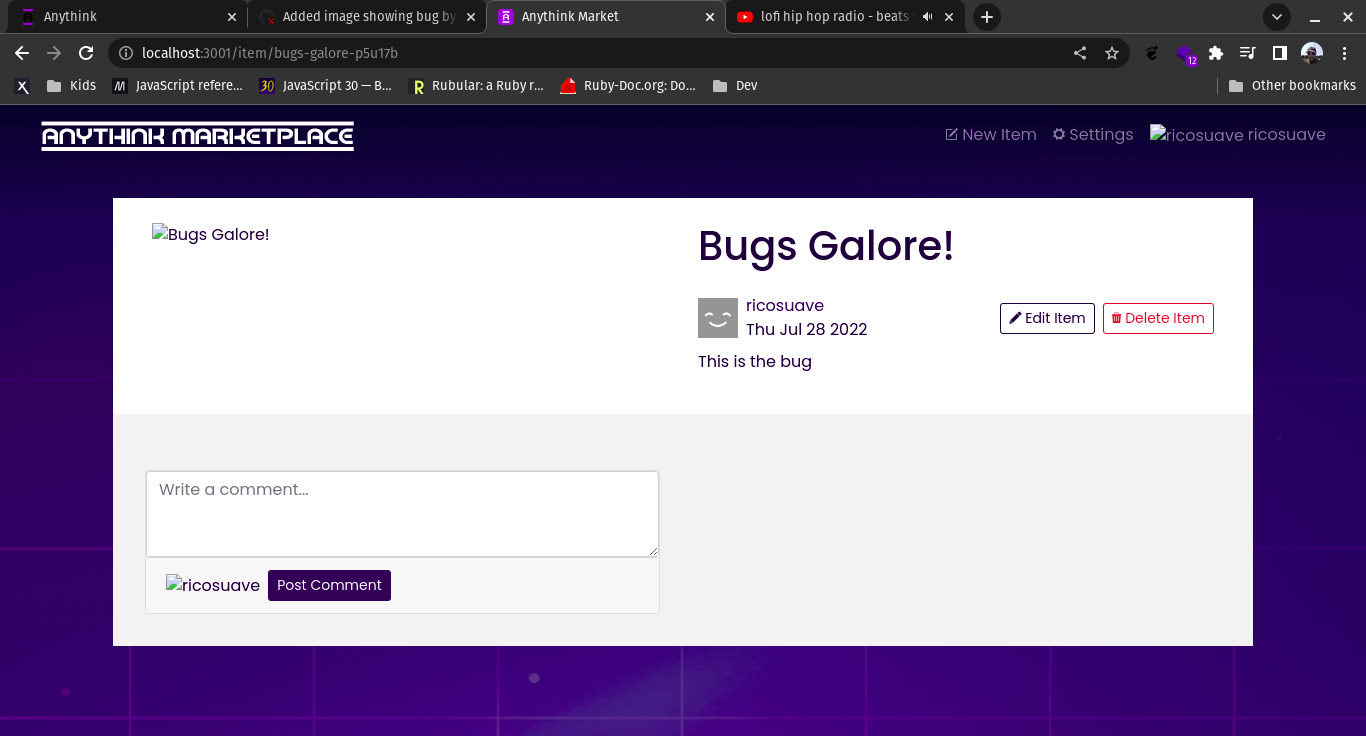 Anythink
Added image showing bug by
Anythink Market
lofi hip hop radio - beats
localhost:3001/item/bugs-galore-p5u17b
12
X
Kids
M
JavaScript refere...
30
JavaScript 30 — B...
R
Rubular: a Ruby r...
Ruby-Doc.org: Do...
Dev
Other bookmarks
ANYTHINK MARKETPLACE
New Item
Settings
ricosuave
ricosuave
Bugs Galore!
Bugs Galore!
ricosuave
Thu Jul 28 2022
Edit Item
Delete Item
This is the bug
Write a comment...
ricosuave
Post Comment